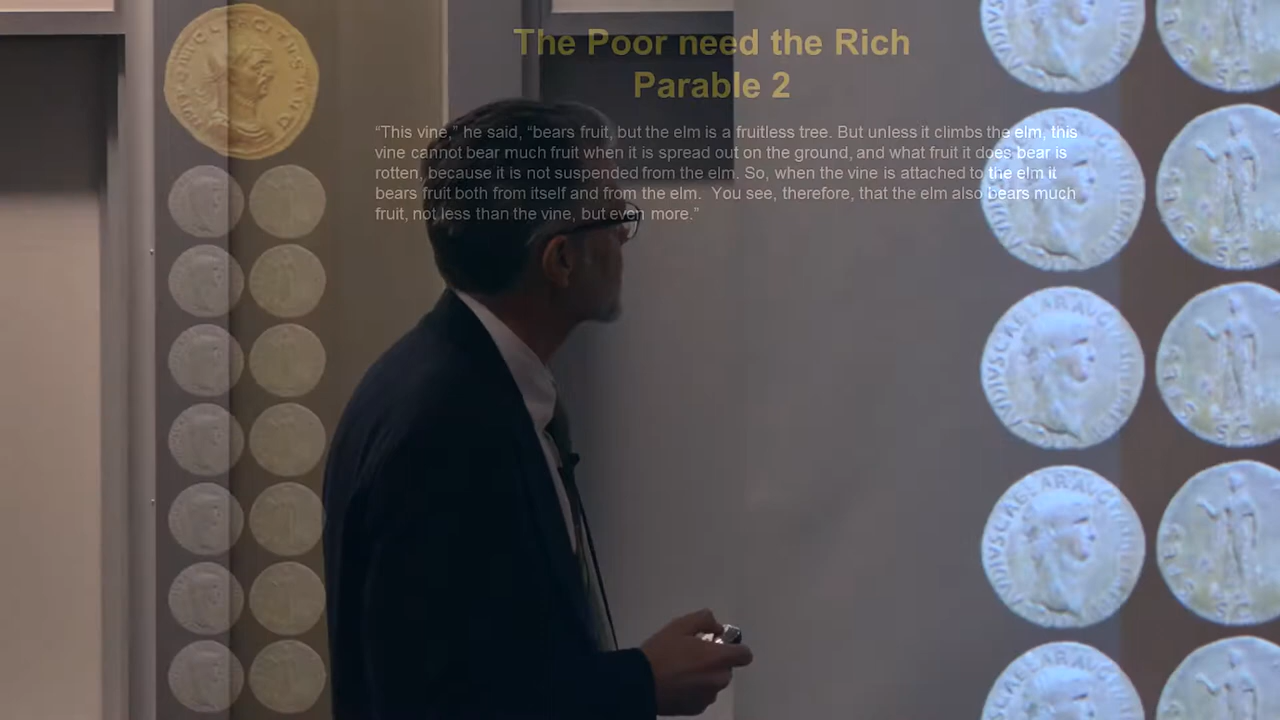 The Poor need the Rich
Parable 2
“This vine,” he said, “bears fruit, but the elm is a fruitless tree. But unless it climbs the elm, this
vine cannot bear much fruit when it is spread out on the ground, and what fruit it does bear is
rotten, because it is not suspended from the elm. So, when the vine is attached to the elm it
bears fruit both from itself and from the elm.  You see, therefore, that the elm also bears much
fruit, not less than the vine, but even more.”